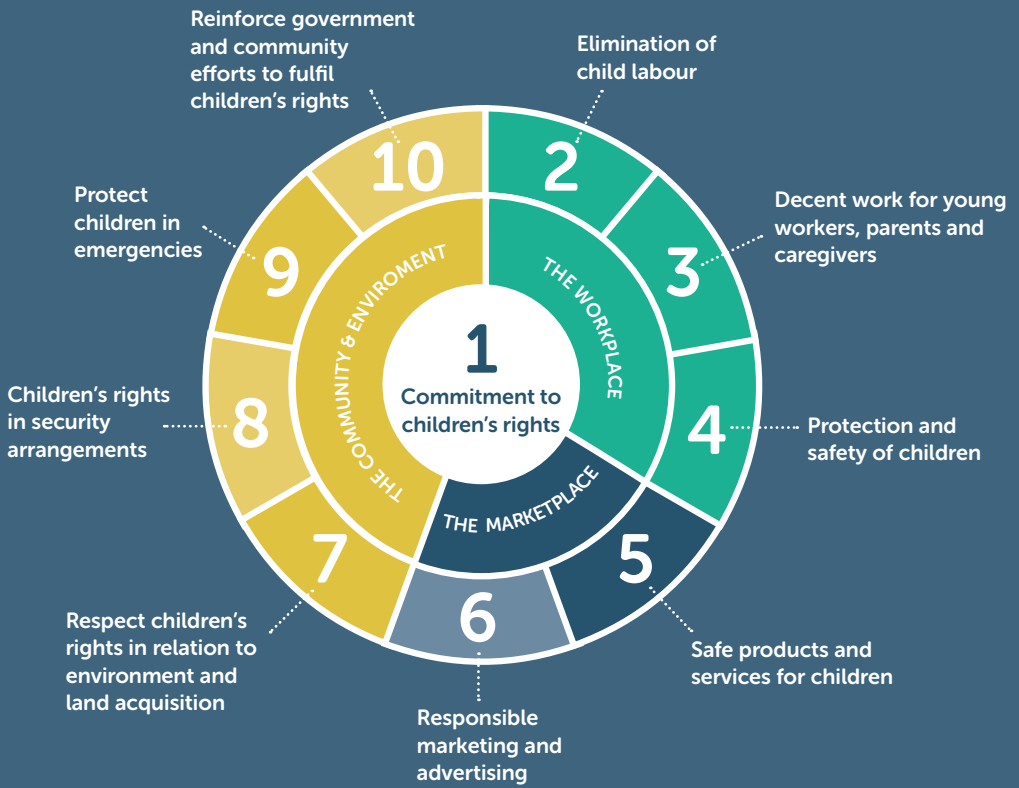 1
Commitment to
children's rights
THE WORKPLACE
2
Elimination of
child labour
3
Decent work for young
workers, parents and
caregivers
4
Protection and
safety of children
THE MARKETPLACE
5
Safe products and
services for children
6
Responsible
marketing and
advertising
THE COMMUNITY & ENVIROMENT
7
Respect children's
rights in relation to
environment and
land acquisition
8
Children's rights
in security
arrangements
9
Protect
children in
emergencies
10
Reinforce government
and community
efforts to fulfil
children's rights